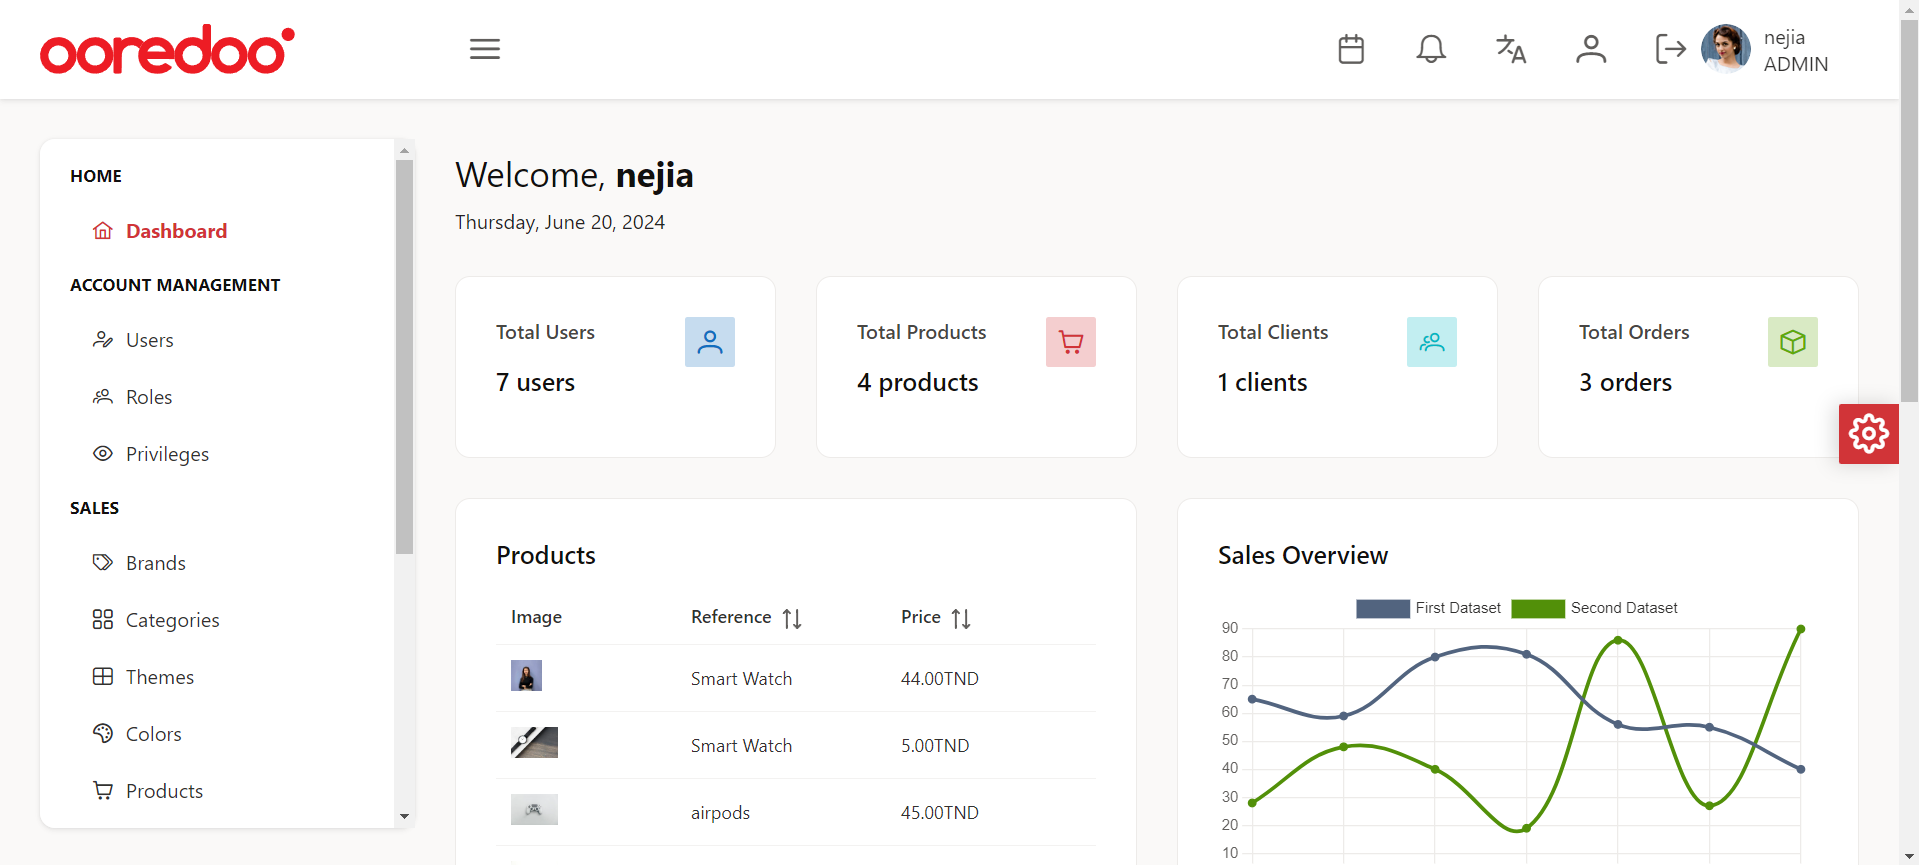 ooredoo
nejia
ADMIN
HOME
Dashboard
ACCOUNT MANAGEMENT
Users
Roles
Privileges
SALES
Brands
Categories
Themes
Colors
Products
Welcome, nejia
Thursday, June 20, 2024
Total Users
7 users
Total Products
4 products
Total Clients
1 clients
Total Orders
3 orders
Products
Image Reference Price
Smart Watch 44.00TND
Smart Watch 5.00TND
airpods 45.00TND
Sales Overview
First Dataset Second Dataset
90
80
70
60
50
40
30
20
10